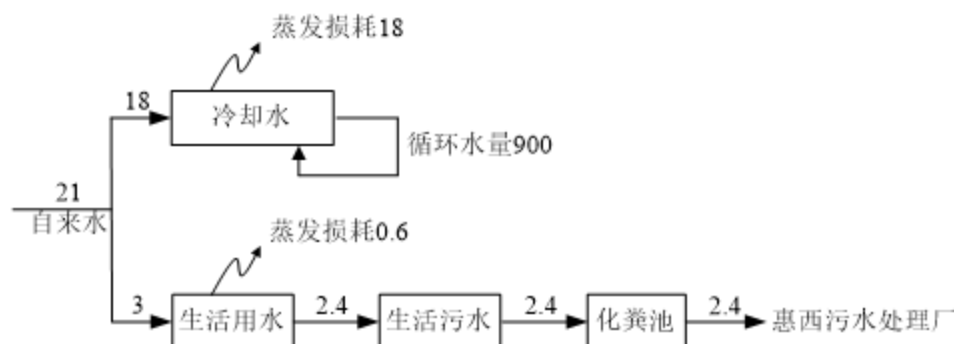 蒸发损耗18
18
冷却水
循环水量900
21
自来水
蒸发损耗0.6
3
生活用水
2.4
生活污水
2.4
化粪池
2.4
惠西污水处理厂